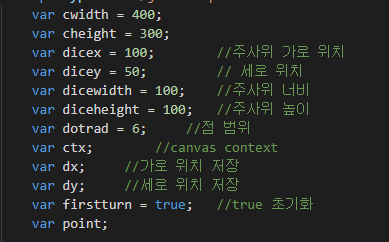 var cwidth = 400;
var cheight = 300;
var dicex = 100;        //주사위 가로 위치
var dicey = 50;         // 세로 위치
var dicewidth = 100;    //주사위 너비
var diceheight = 100;   //주사위 높이
var dotrad = 6;     //점 범위
var ctx;        //canvas context
var dx;     //가로 위치 저장
var dy;     //세로 위치 저장
var firstturn = true;   //true 초기화
var point;